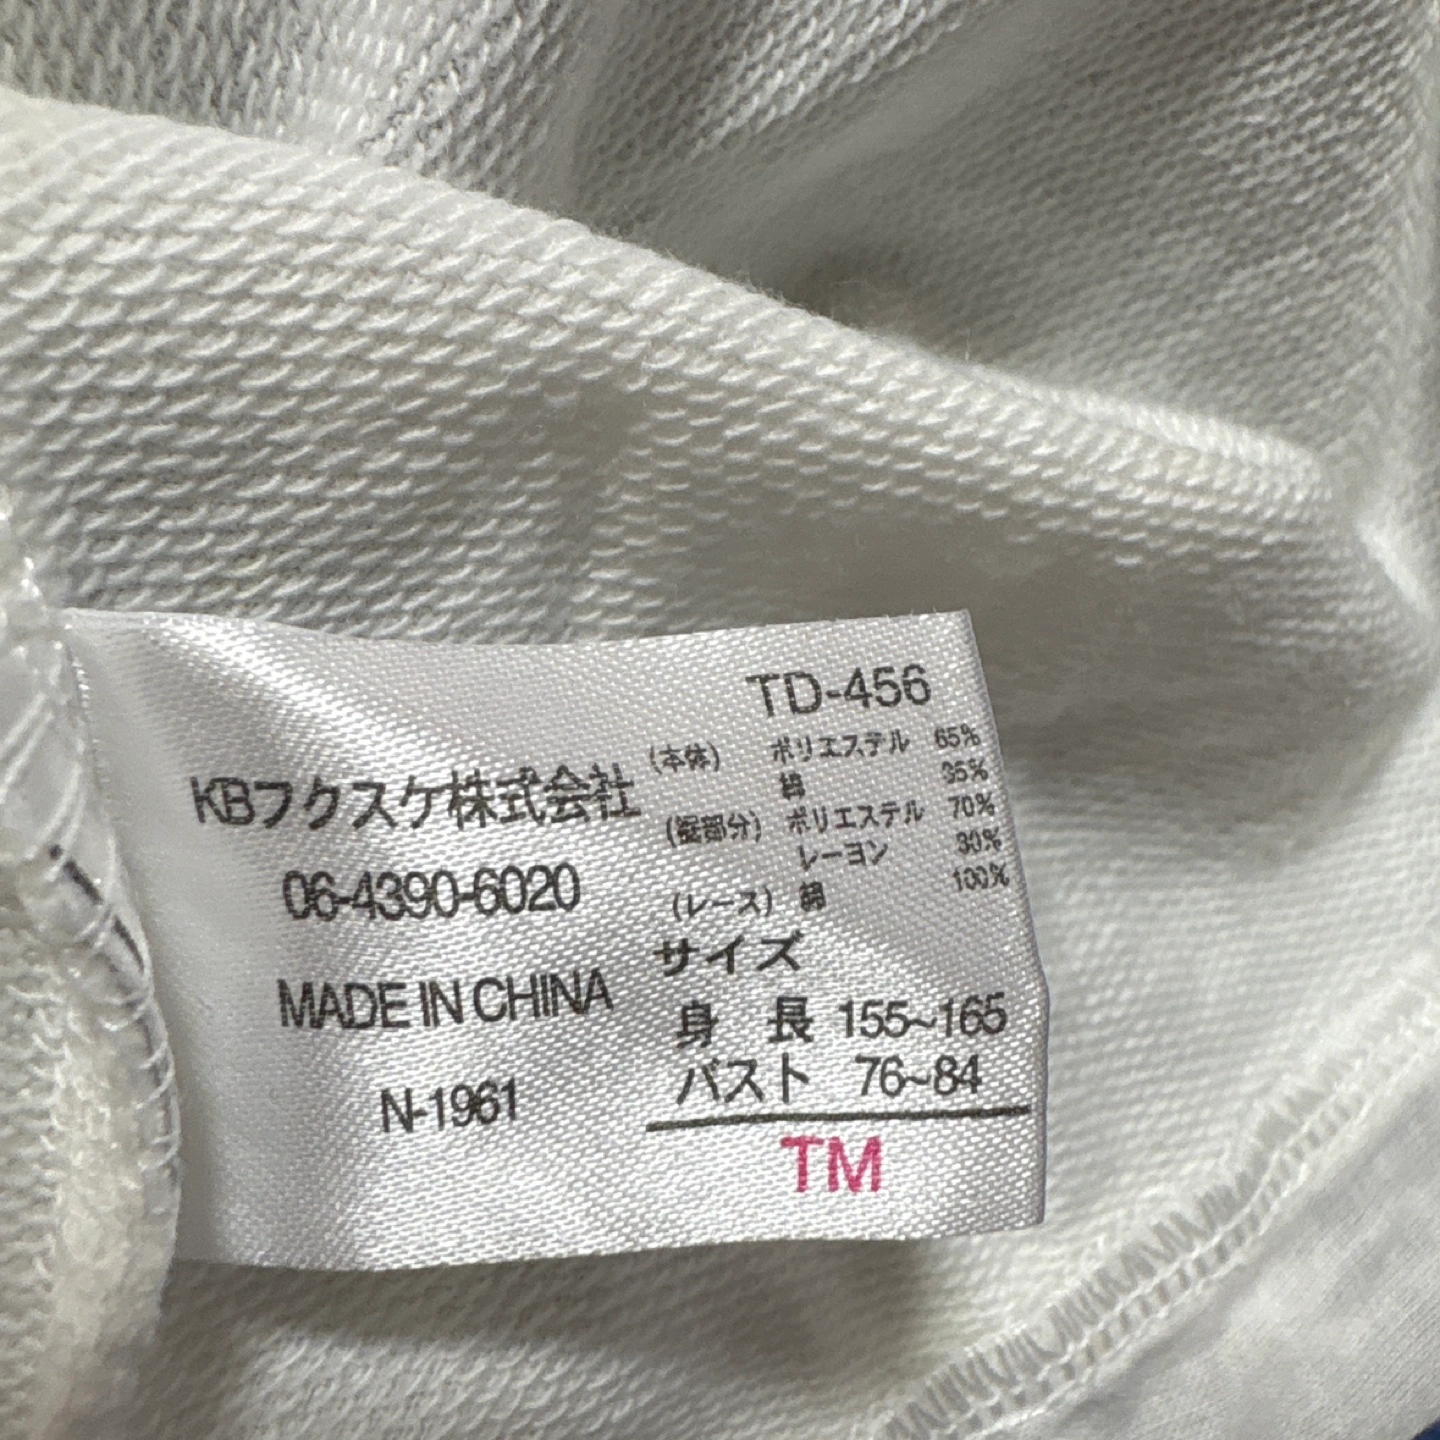 KBフクスケ株式会社
06-4390-6020
MADE IN CHINA
N-1961
TD-456
(本体) ポリエステル 65%
綿 35%
(錠部分) ポリエステル 70%
レーヨン 30%
(レース) 綿 100%
サイズ
身 長 155~165
バスト 76~84
TM